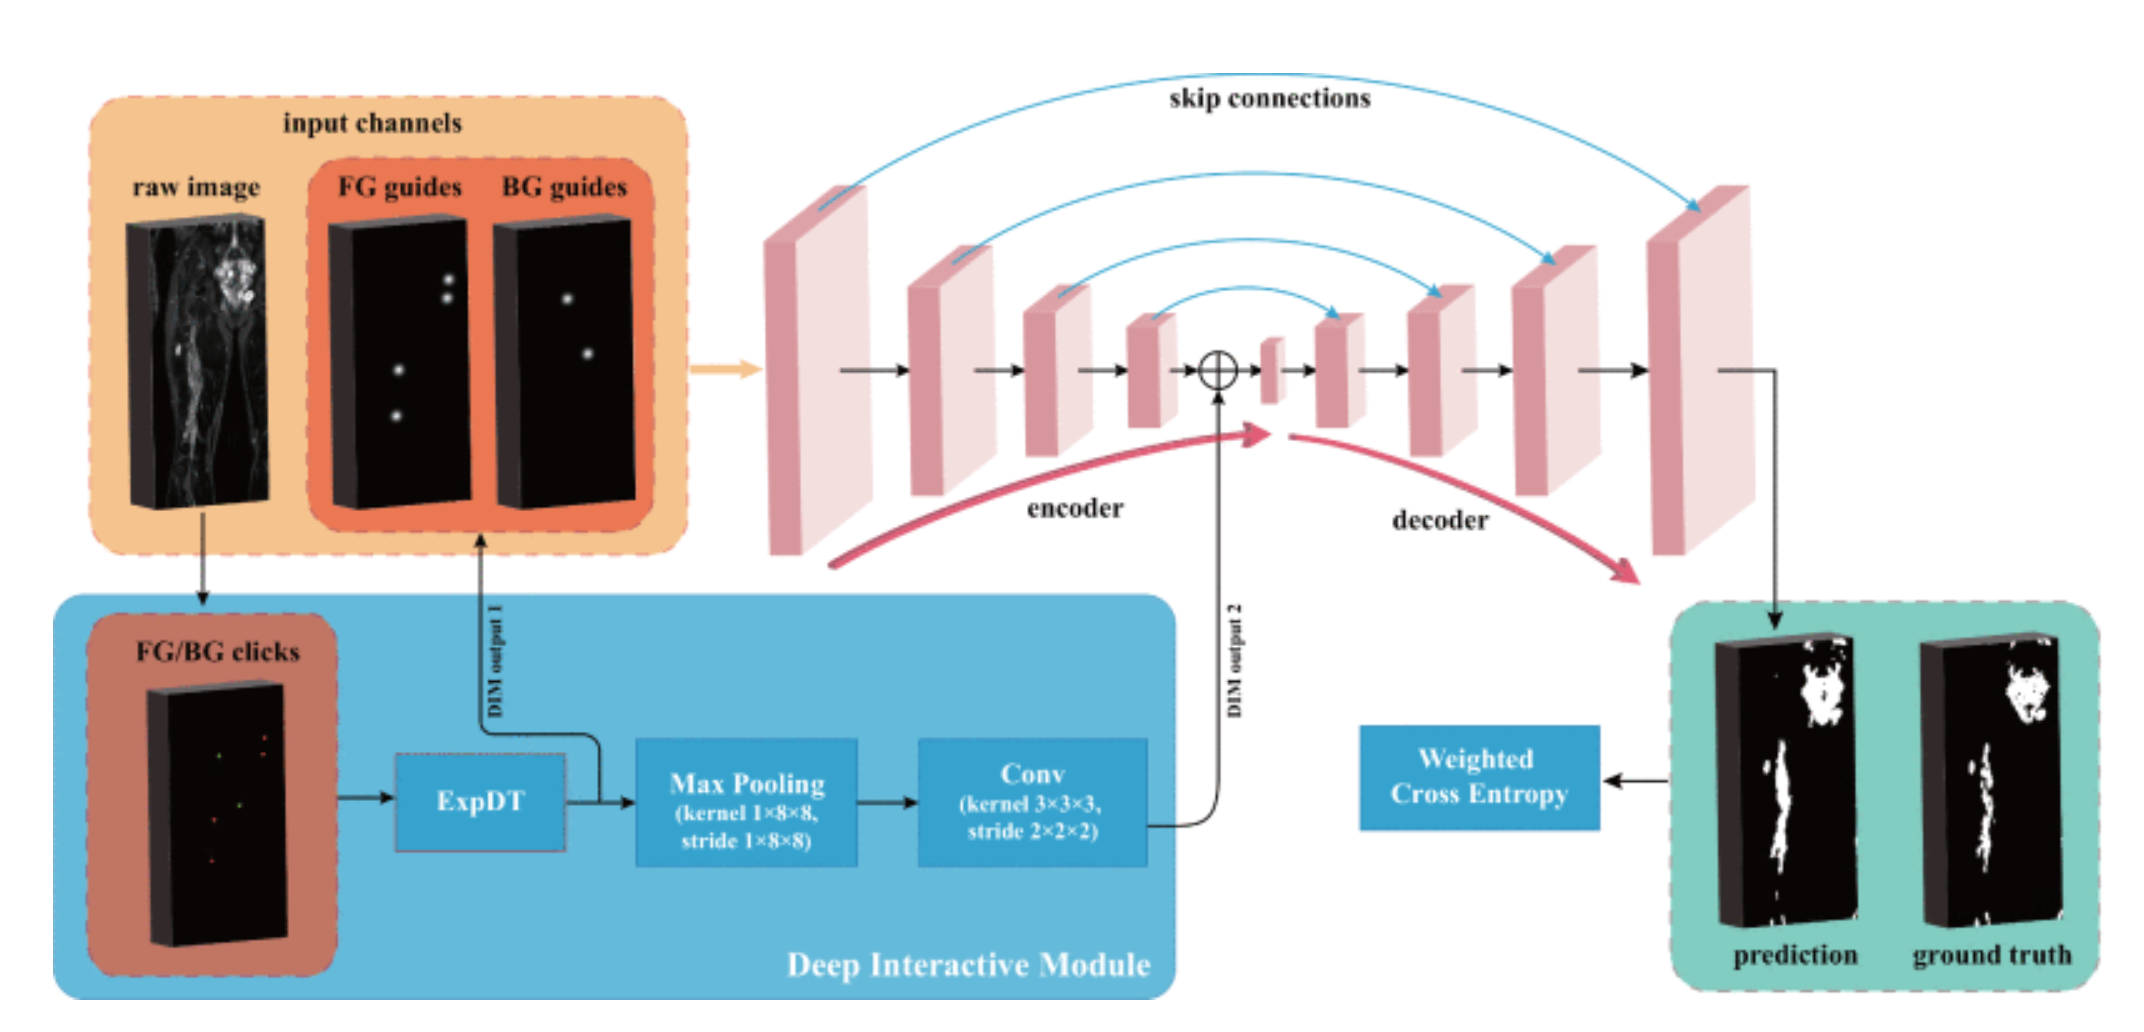 skip connections
input channels
raw image
FG guides
BG guides
encoder
decoder
DIM output 1
DIM output 2
FG/BG clicks
ExpDT
Max Pooling
(kernel 1×8×8,
stride 1×8×8)
Conv
(kernel 3×3×3,
stride 2×2×2)
Deep Interactive Module
Weighted
Cross Entropy
prediction
ground truth